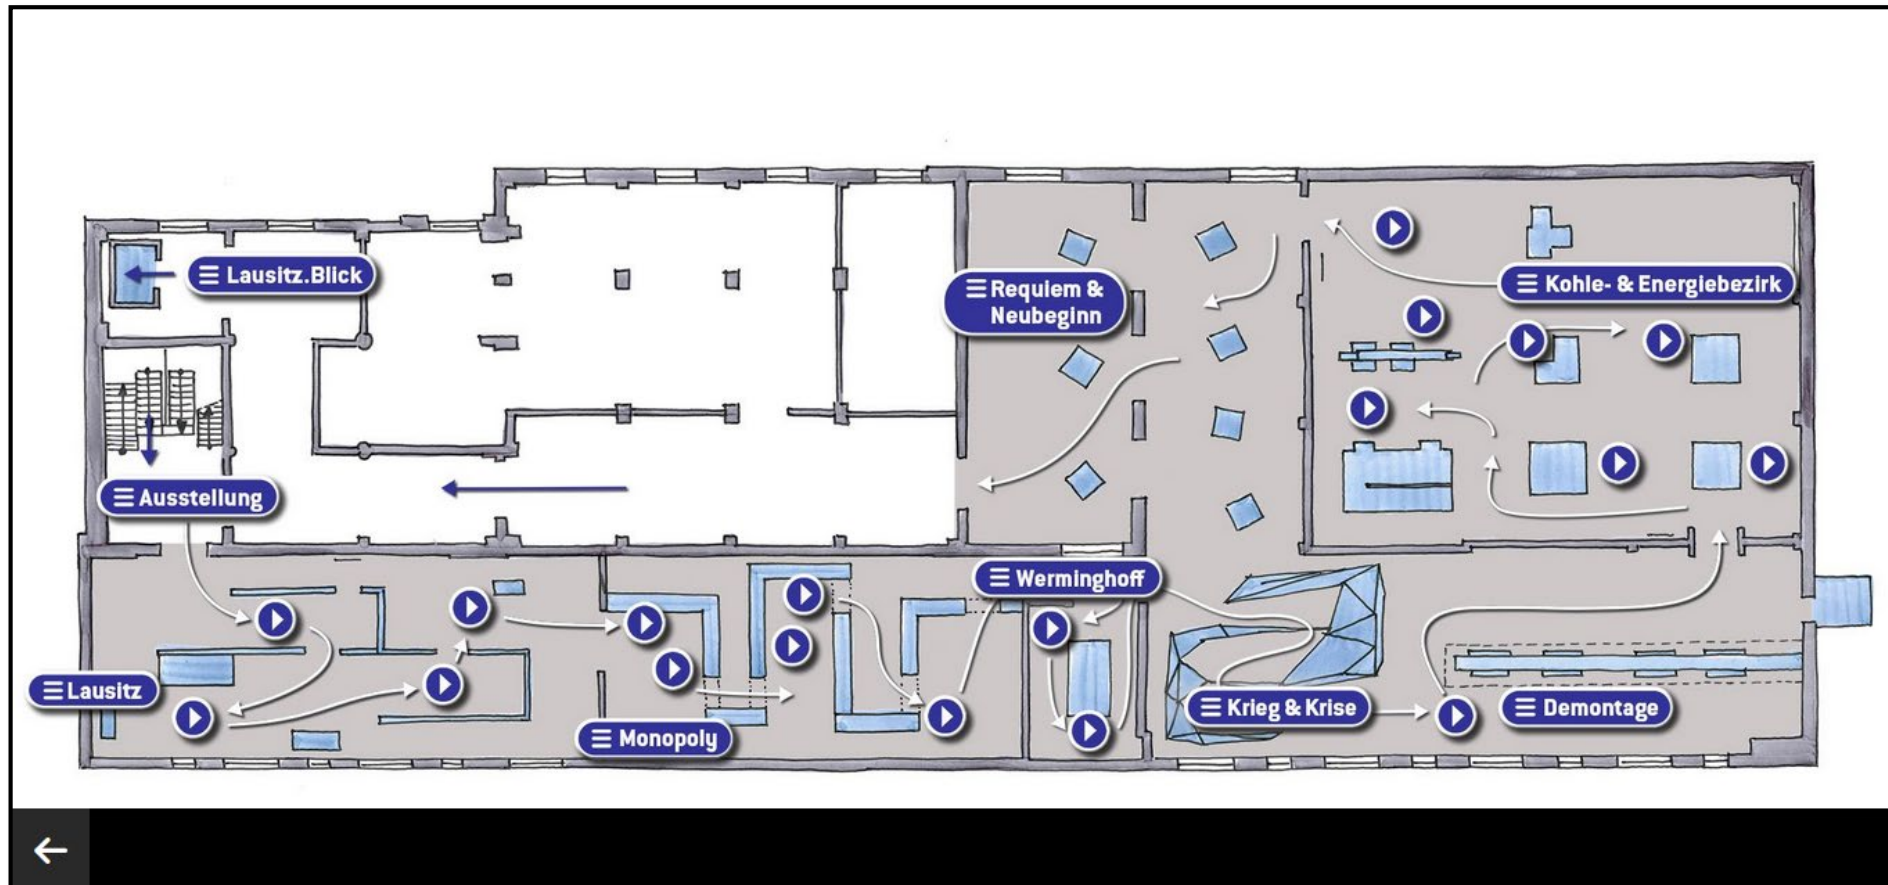 Lausitz.Blick
Requiem &
Neubeginn
Kohle- & Energiebezirk
Ausstellung
Werminghoff
Lausitz
Monopoly
Krieg & Krise
Demontage